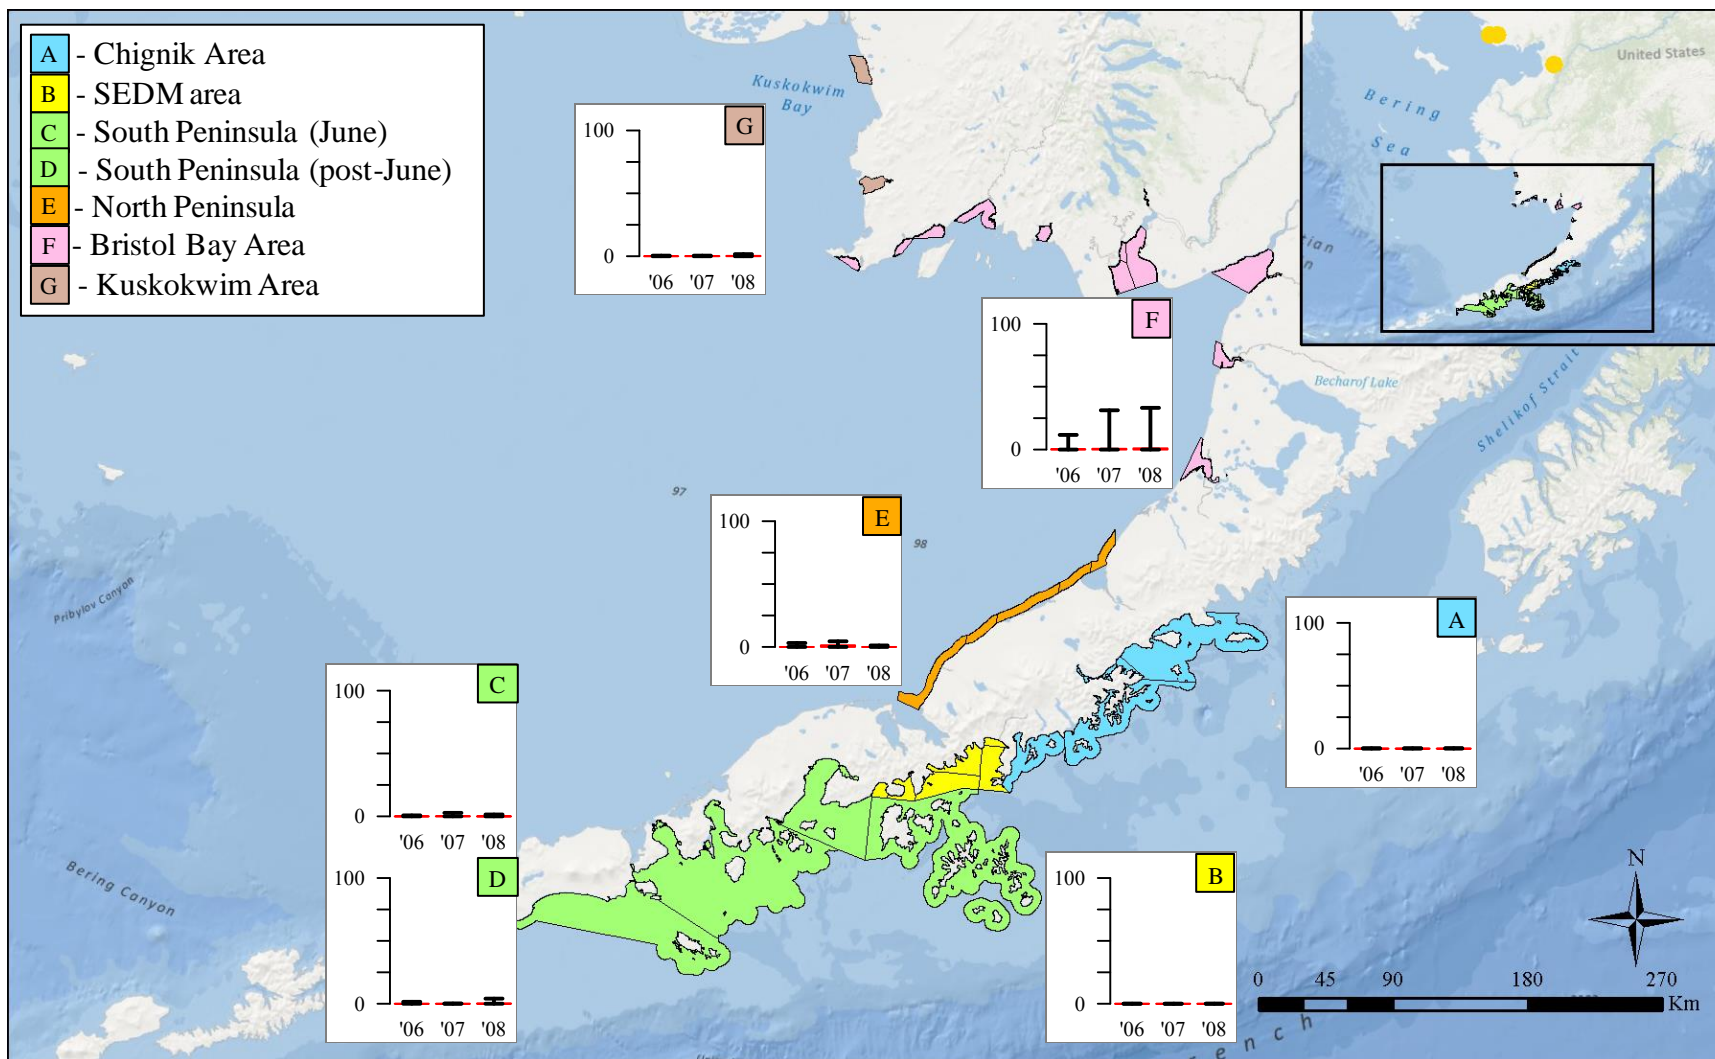 A - Chignik Area
B - SEDM area
C - South Peninsula (June)
D - South Peninsula (post-June)
E - North Peninsula
F - Bristol Bay Area
G - Kuskokwim Area
Kuskokwim
Bay
United States
Bering
Sea
G
100
0
'06 '07 '08
F
100
0
'06 '07 '08
Becharof Lake
Shelikof Strait
97
98
E
100
0
'06 '07 '08
Pribylov Canyon
A
100
0
'06 '07 '08
C
100
0
'06 '07 '08
D
100
0
'06 '07 '08
B
100
0
'06 '07 '08
Bering Canyon
N
0 45 90 180 270
Km